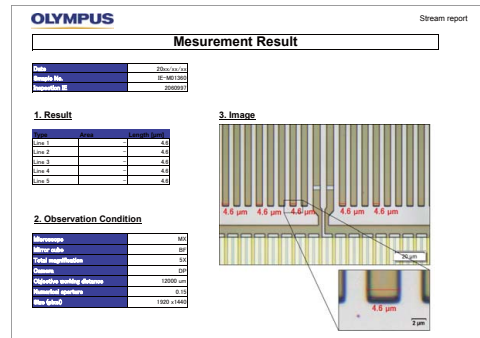 OLYMPUS
Stream report
Mesurement Result
Date 20xx/xx/xx
Sample No. IE-M01360
Inspection IE 2060997
1. Result
Type Area Length [µm]
Line 1 - 4.6
Line 2 - 4.6
Line 3 - 4.6
Line 4 - 4.6
Line 5 - 4.6
2. Observation Condition
Microscope MX
Mirror cube BF
Total magnification 5X
Camera DP
Objective working distance 12000 um
Numerical aperture 0.15
Size (pixel) 1920 x1440
3. Image
4.6 µm 4.6 µm 4.6 µm 4.6 µm 4.6 µm
20 µm
4.6 µm
2 µm